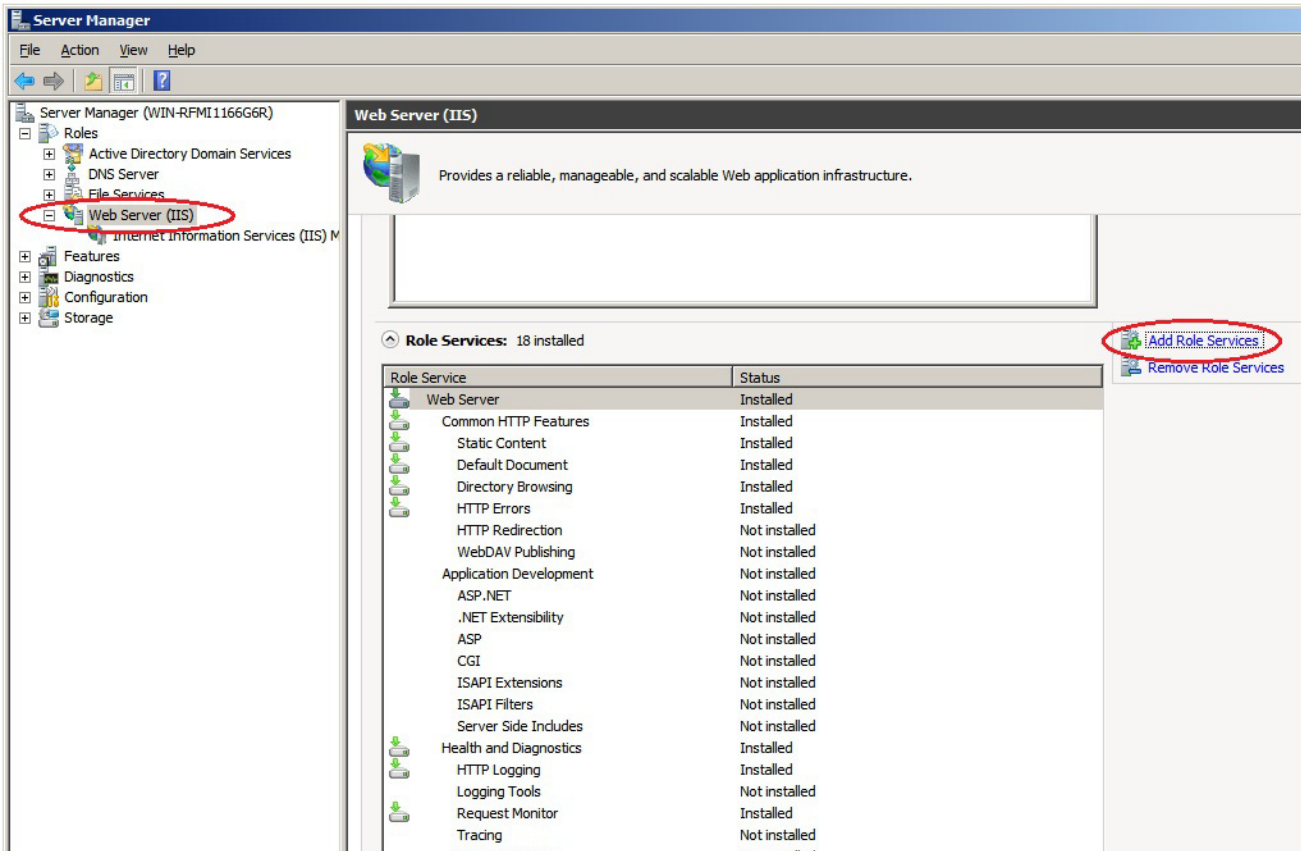 Server Manager
File Action View Help
Server Manager (WIN-RFMI1166G6R)
Roles
Active Directory Domain Services
DNS Server
File Services
Web Server (IIS)
Internet Information Services (IIS) M
Features
Diagnostics
Configuration
Storage
Web Server (IIS)
Provides a reliable, manageable, and scalable Web application infrastructure.
Role Services: 18 installed
Add Role Services
Remove Role Services
Role Service Status
Web Server Installed
Common HTTP Features Installed
Static Content Installed
Default Document Installed
Directory Browsing Installed
HTTP Errors Installed
HTTP Redirection Not installed
WebDAV Publishing Not installed
Application Development Not installed
ASP.NET Not installed
.NET Extensibility Not installed
ASP Not installed
CGI Not installed
ISAPI Extensions Not installed
ISAPI Filters Not installed
Server Side Includes Not installed
Health and Diagnostics Installed
HTTP Logging Installed
Logging Tools Not installed
Request Monitor Installed
Tracing Not installed